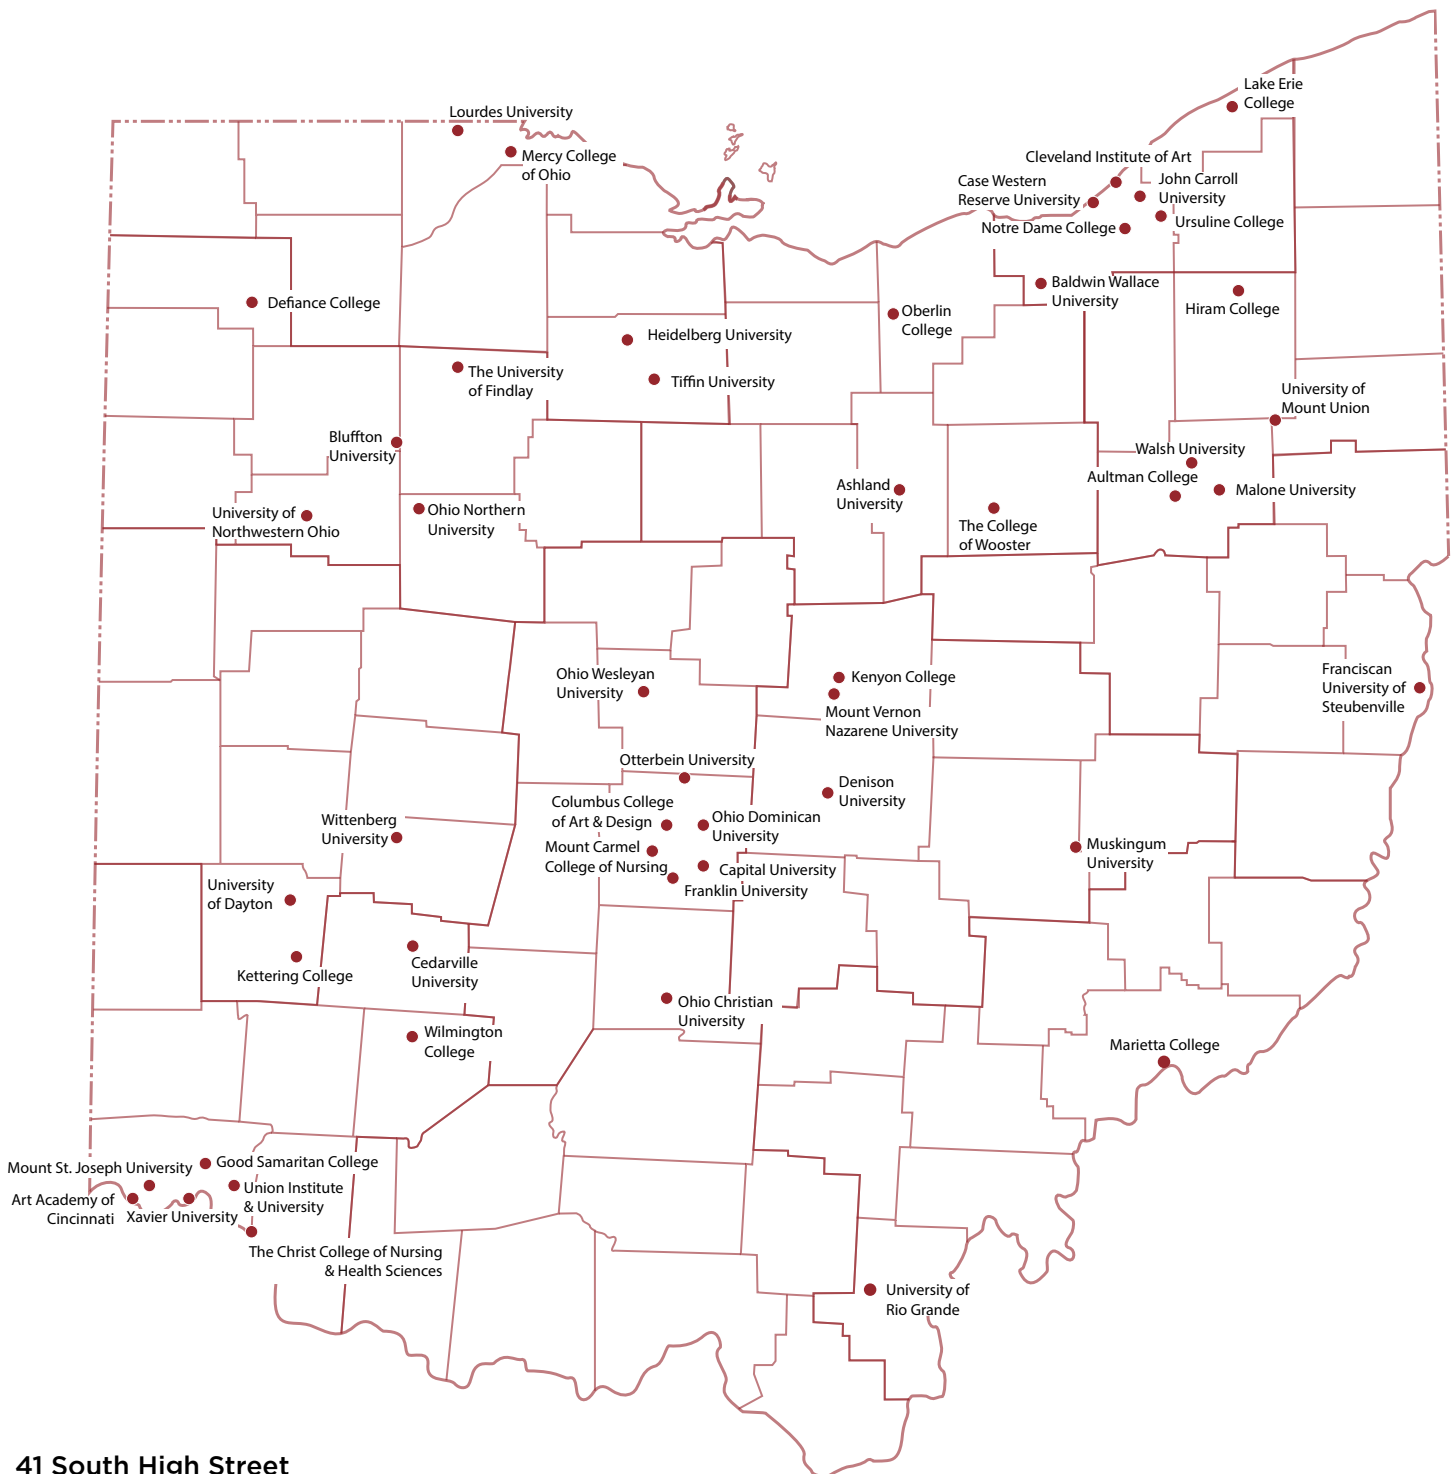 Lake Erie
College
Lourdes University
Mercy College
of Ohio
Cleveland Institute of Art
Case Western
Reserve University
John Carroll
University
Ursuline College
Notre Dame College
Baldwin Wallace
University
Hiram College
Defiance College
Oberlin
College
Heidelberg University
The University
of Findlay
Tiffin University
University of
Mount Union
Bluffton
University
Walsh University
Aultman College
Malone University
Ashland
University
University of
Northwestern Ohio
Ohio Northern
University
The College
of Wooster
Ohio Wesleyan
University
Kenyon College
Mount Vernon
Nazarene University
Franciscan
University of
Steubenville
Otterbein University
Denison
University
Columbus College
of Art & Design
Ohio Dominican
University
Wittenberg
University
Mount Carmel
College of Nursing
Muskingum
University
Capital University
Franklin University
University
of Dayton
Kettering College
Cedarville
University
Ohio Christian
University
Wilmington
College
Marietta College
Mount St. Joseph University
Good Samaritan College
Art Academy of
Cincinnati
Xavier University
Union Institute
& University
The Christ College of Nursing
& Health Sciences
University of
Rio Grande
41 South High Street